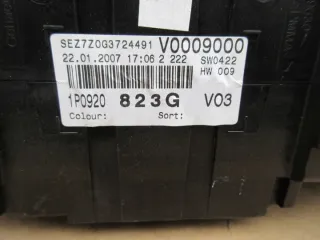 SEZ7Z0G3724491 V0009000
22.01.2007 17:06 2 222 SW0422
HW 009
1P0920 823G V03
Colour: Sort: